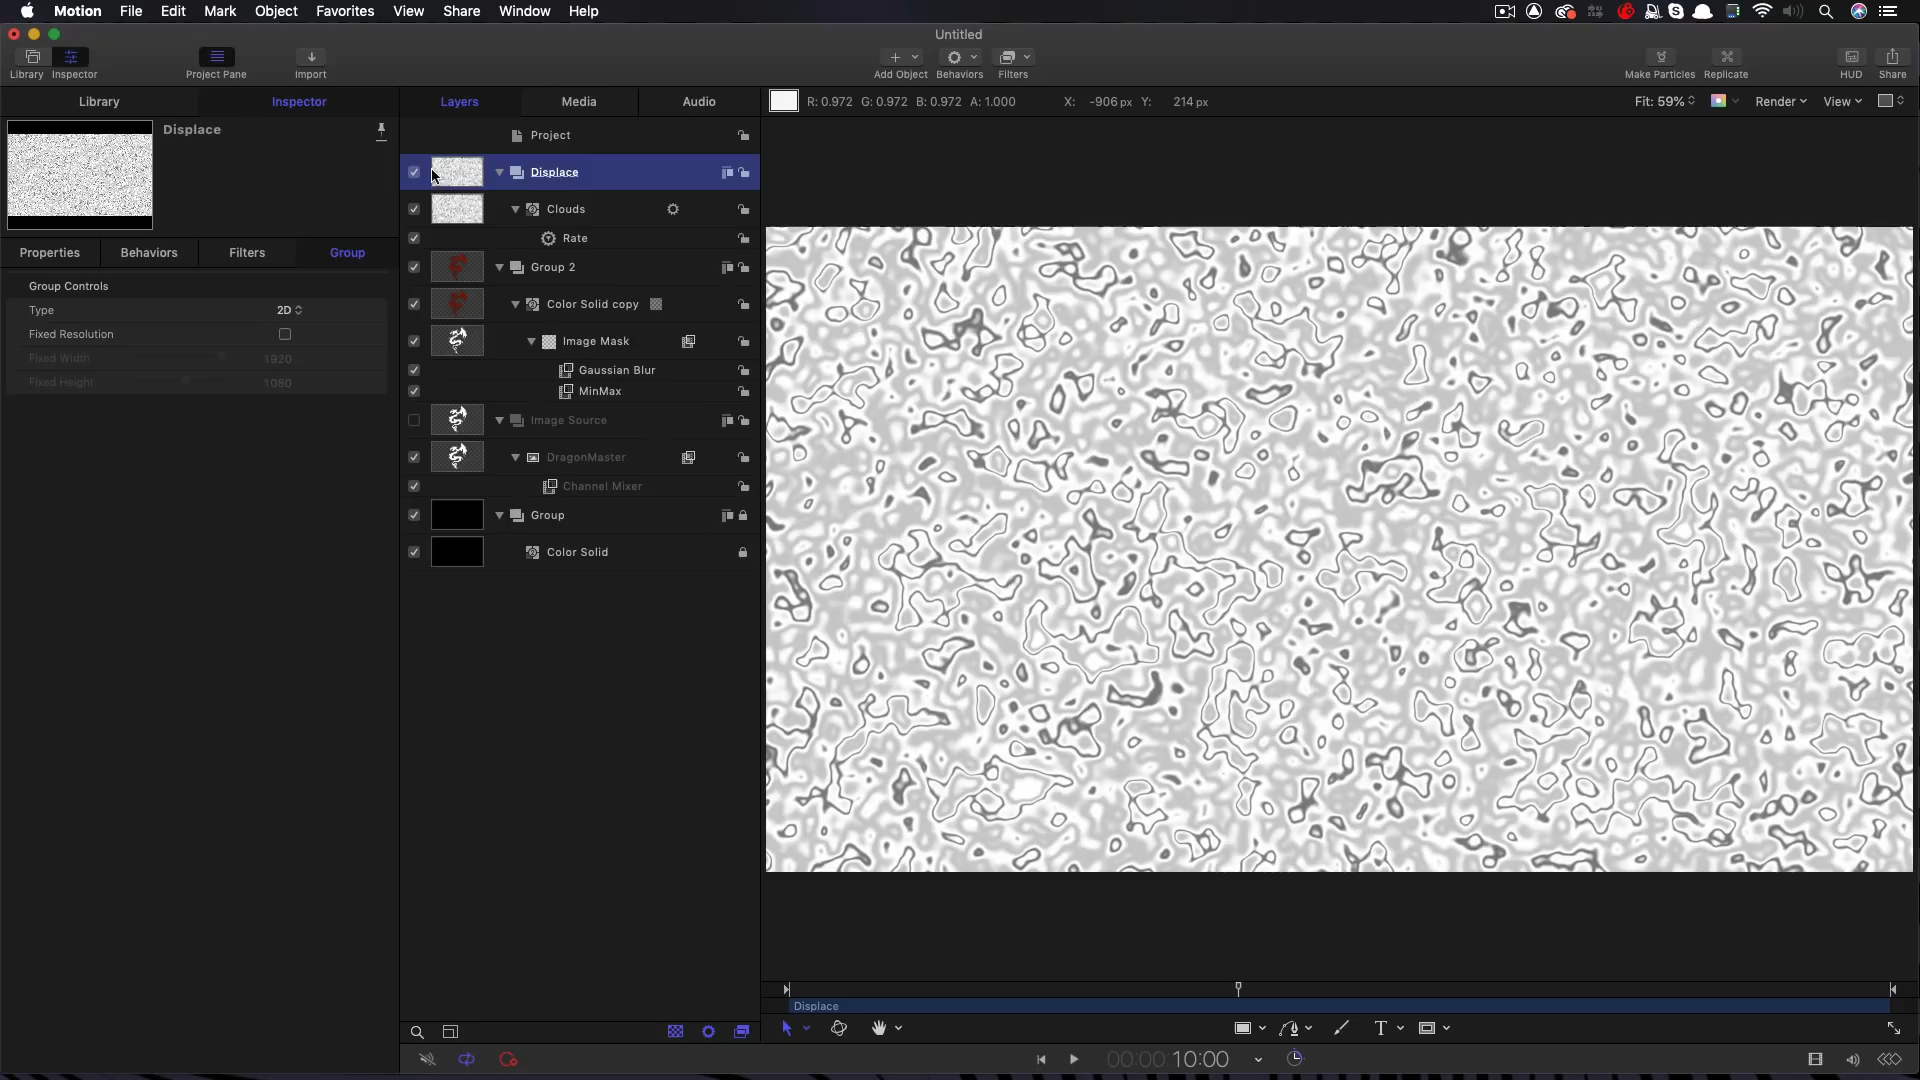 Motion File Edit Mark Object Favorites View Share Window Help
Untitled
Library Inspector Project Pane Import Add Object Behaviors Filters Make Particles Replicate HUD Share
Library Inspector Layers Media Audio R: 0.972 G: 0.972 B: 0.972 A: 1.000 X: -906 px Y: 214 px Fit: 59% Render View
Displace
Project
Displace
Clouds
Rate
Properties Behaviors Filters Group
Group 2
Group Controls
Type 2D
Color Solid copy
Fixed Resolution
Image Mask
Fixed Width 1920
Gaussian Blur
Fixed Height 1080
MinMax
Image Source
DragonMaster
Channel Mixer
Group
Color Solid
Displace
T
00:00:10:00